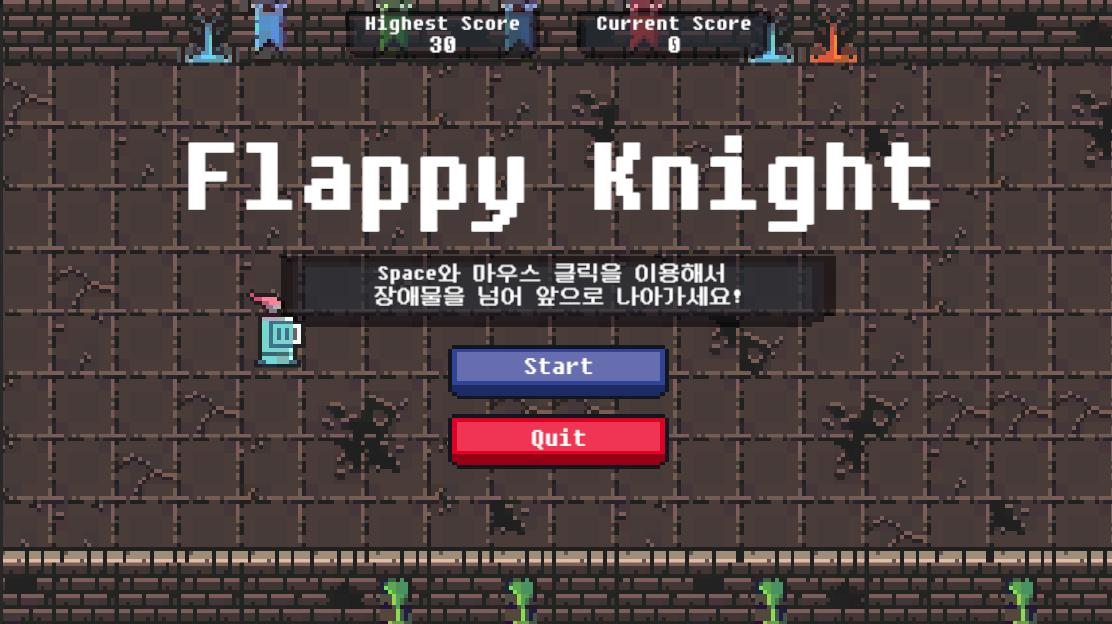 Highest Score
30
Current Score
0
Flappy Knight
Space와 마우스 클릭을 이용해서
장애물을 넘어 앞으로 나아가세요!
Start
Quit